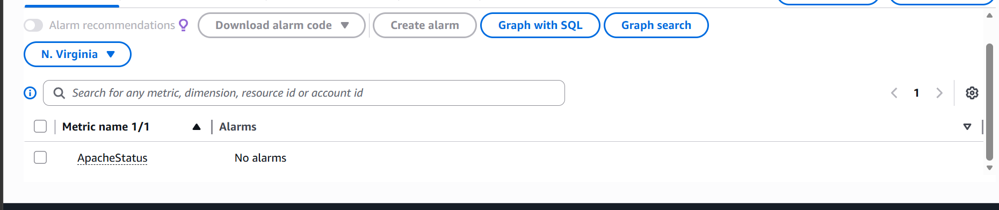 Alarm recommendations Download alarm code Create alarm Graph with SQL Graph search
N. Virginia
Search for any metric, dimension, resource id or account id 1
Metric name 1/1 Alarms
ApacheStatus No alarms